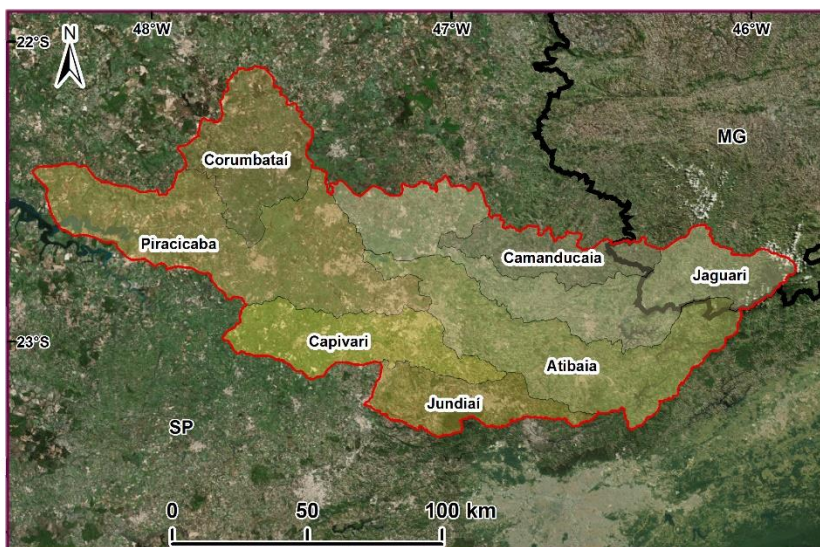 48°W
47°W
46°W
22°S
N
MG
Corumbataí
Piracicaba
Camanducaia
Jaguari
23°S
Capivari
Atibaia
Jundiaí
SP
0
50
100 km